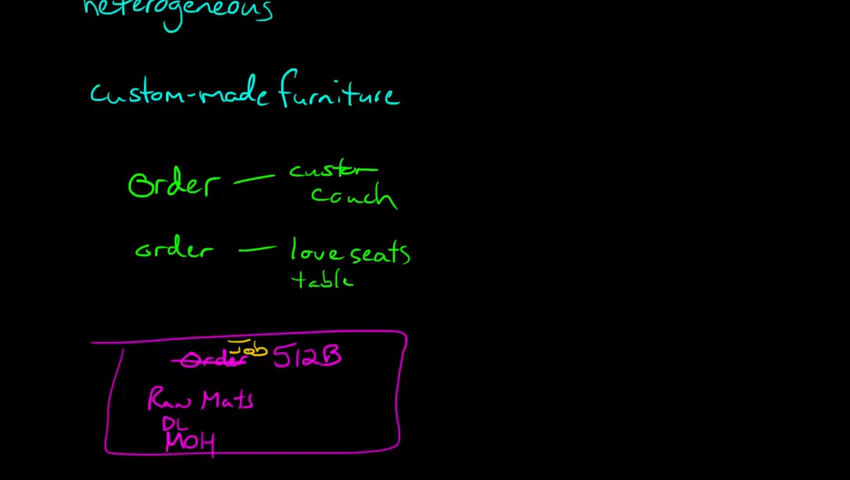 heterogeneous
custom-made furniture
Order — custom
couch
order — love seats
table
Order Job 512B
Raw Mats
DL
MOH